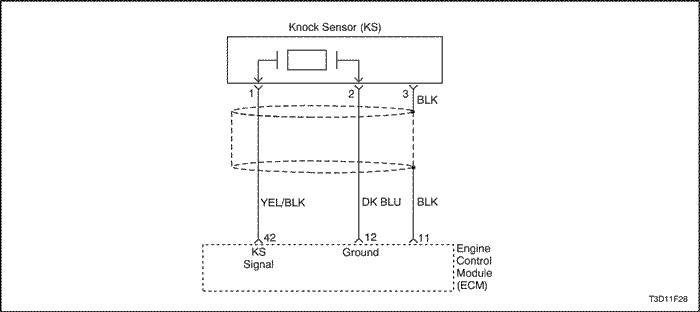 Knock Sensor (KS)
1 2 3
BLK
YEL/BLK DK BLU BLK
42 12 11
KS
Signal
Ground
Engine
Control
Module
(ECM)
T3D11F28